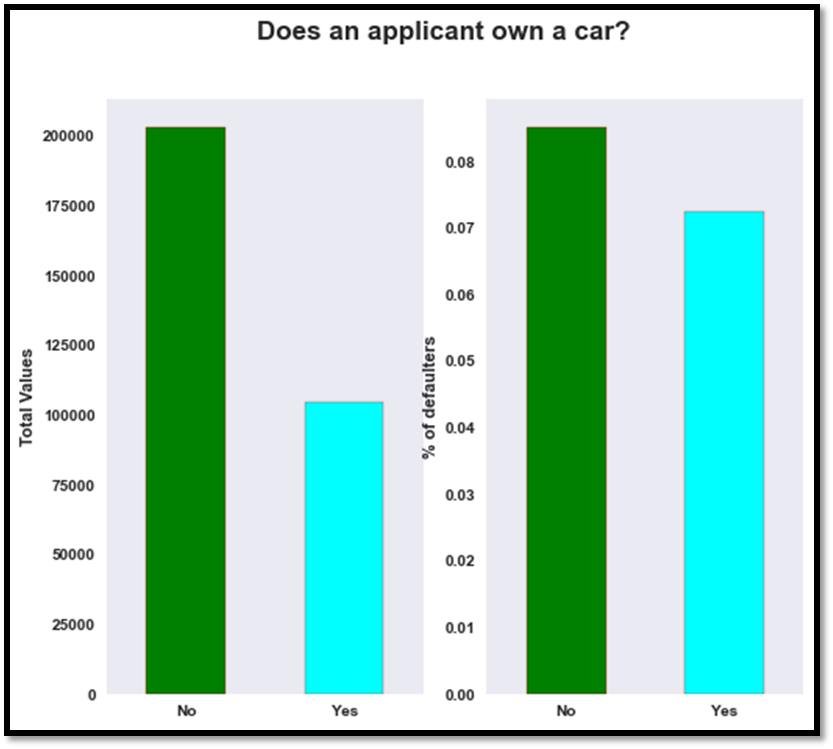 Does an applicant own a car?
Total Values
200000
175000
150000
125000
100000
75000
50000
25000
0
No
Yes
% of defaulters
0.08
0.07
0.06
0.05
0.04
0.03
0.02
0.01
0.00
No
Yes